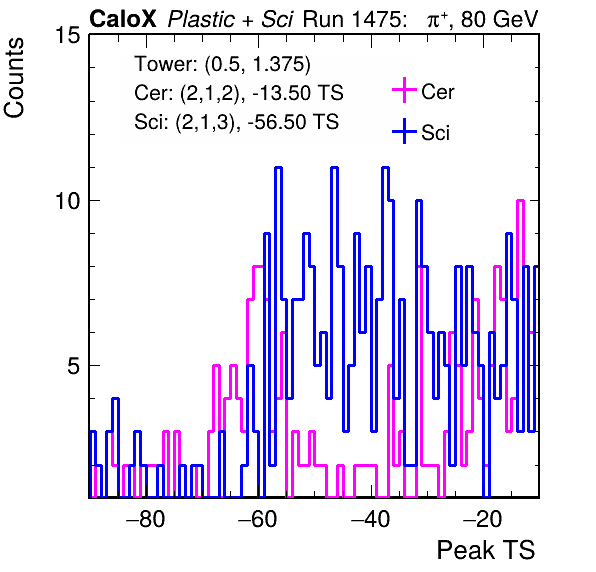 CaloX Plastic + Sci Run 1475: π⁺, 80 GeV
Counts
15
10
5
Tower: (0.5, 1.375)
Cer: (2,1,2), -13.50 TS
Sci: (2,1,3), -56.50 TS
Cer
Sci
−80 −60 −40 −20
Peak TS